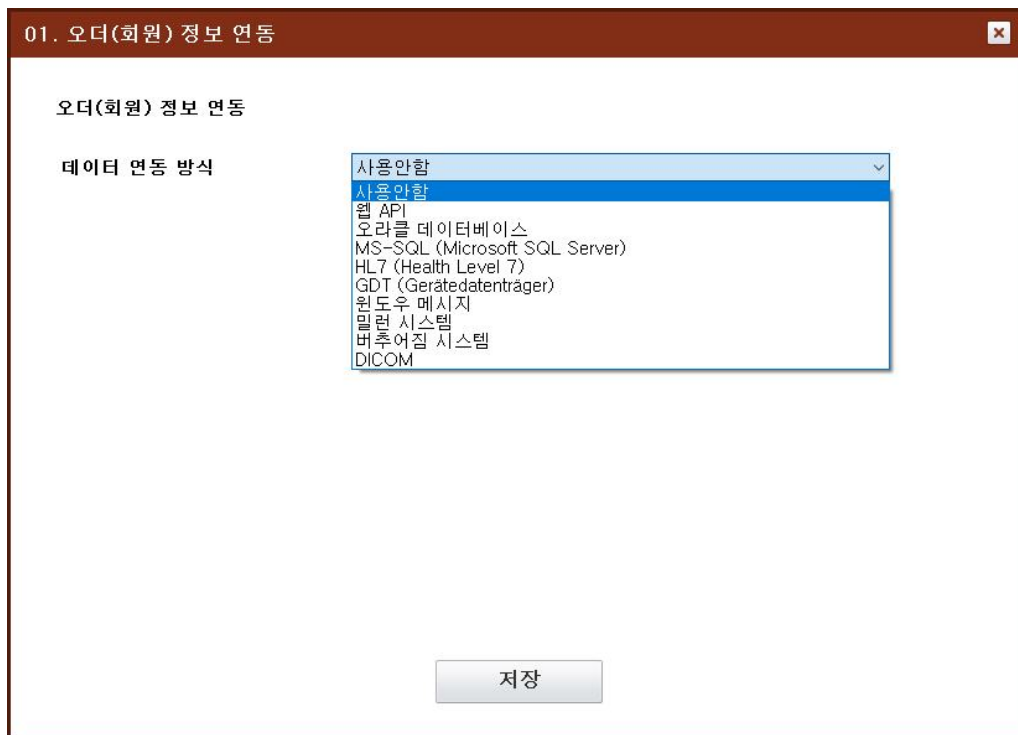 01. 오더(회원) 정보 연동
오더(회원) 정보 연동
데이터 연동 방식
사용안함
사용안함
웹 API
오라클 데이터베이스
MS-SQL (Microsoft SQL Server)
HL7 (Health Level 7)
GDT (Gerätedatenträger)
윈도우 메시지
밀런 시스템
버추어짐 시스템
DICOM
저장